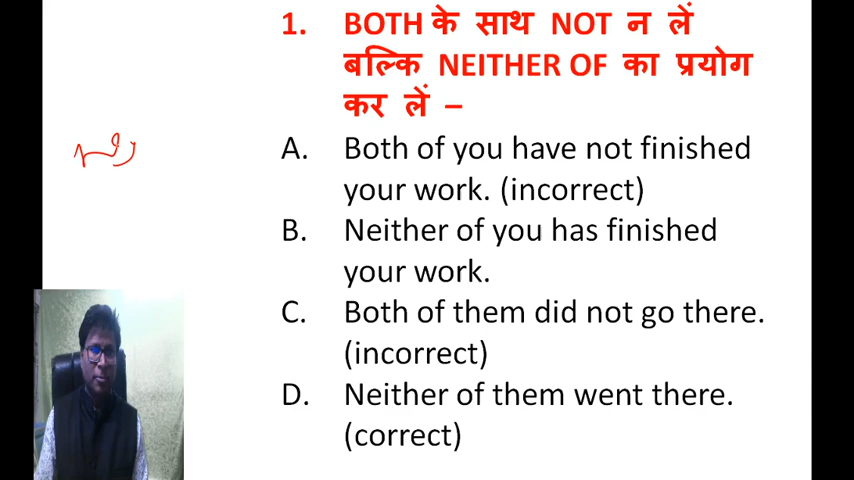 1. BOTH के साथ NOT न लें
बल्कि NEITHER OF का प्रयोग
कर लें –
A. Both of you have not finished
your work. (incorrect)
B. Neither of you has finished
your work.
C. Both of them did not go there.
(incorrect)
D. Neither of them went there.
(correct)